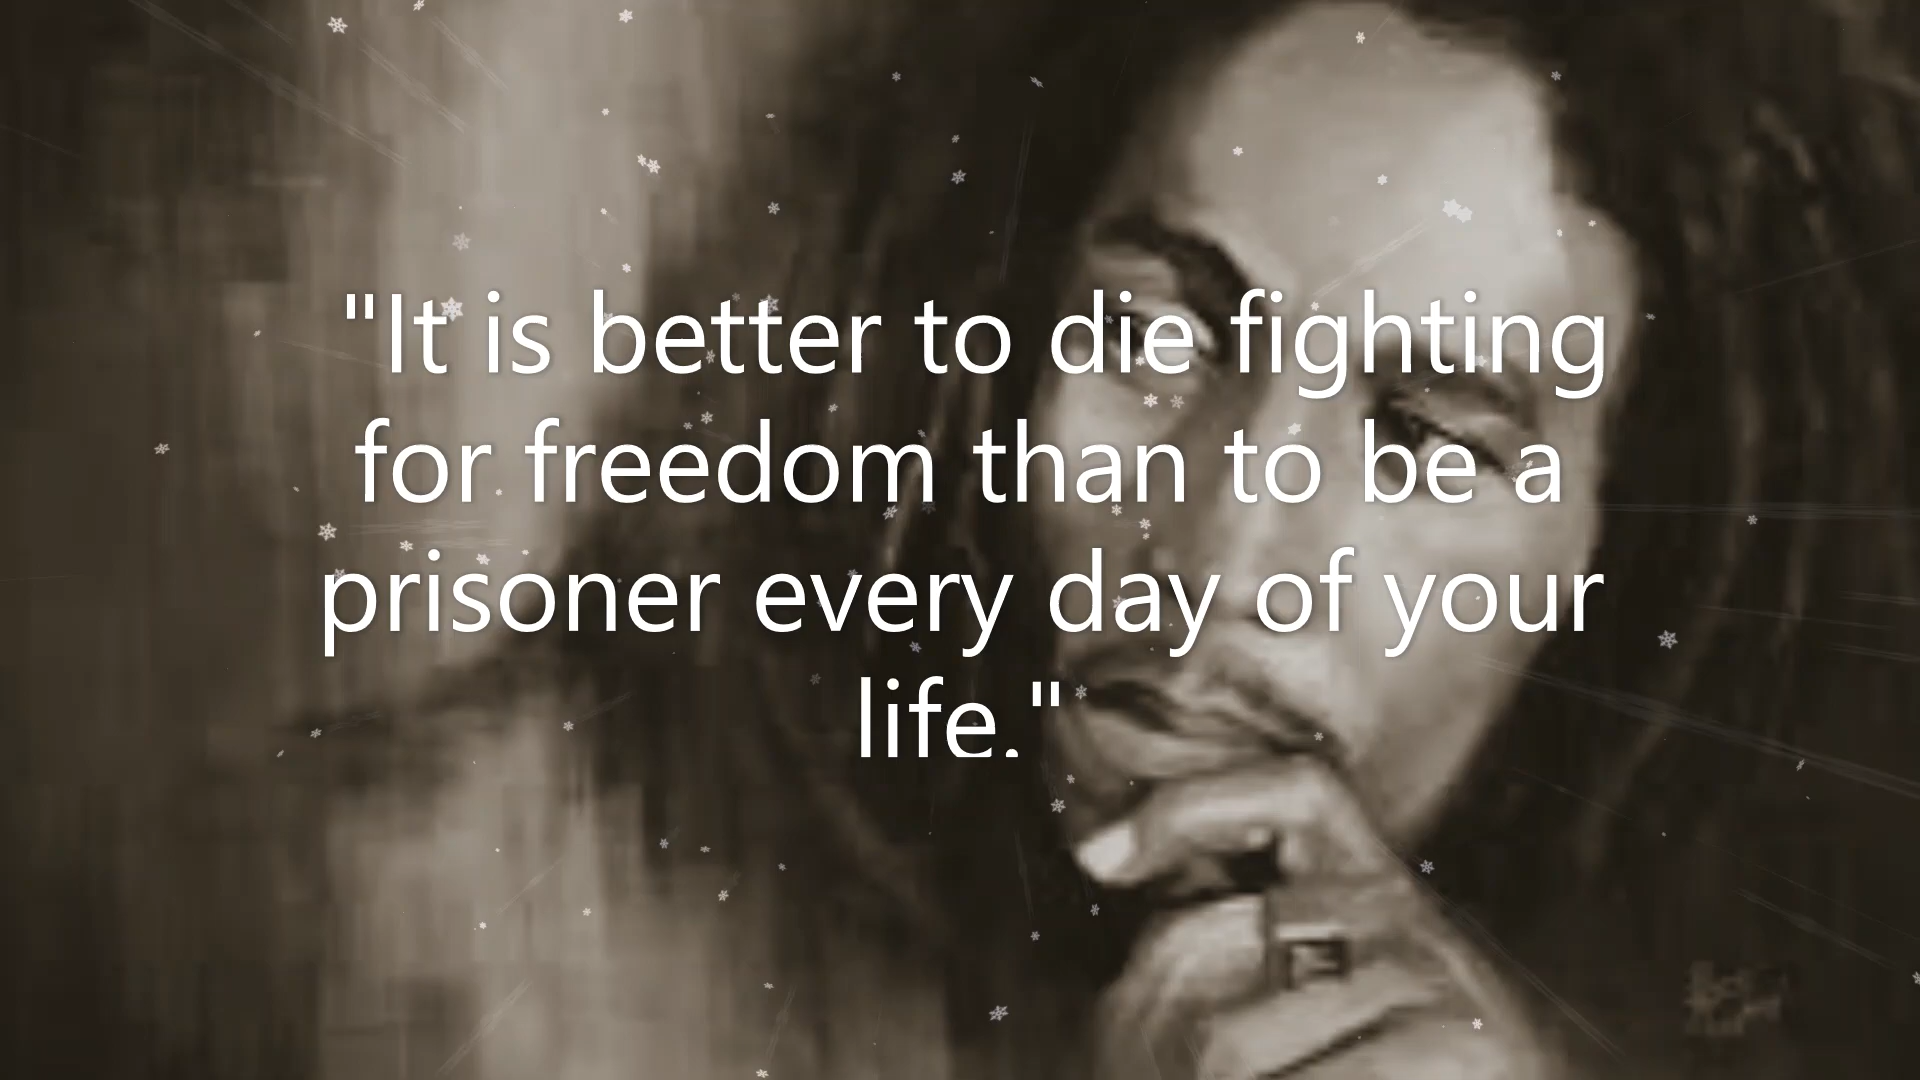 "It is better to die fighting
for freedom than to be a
prisoner every day of your
life."